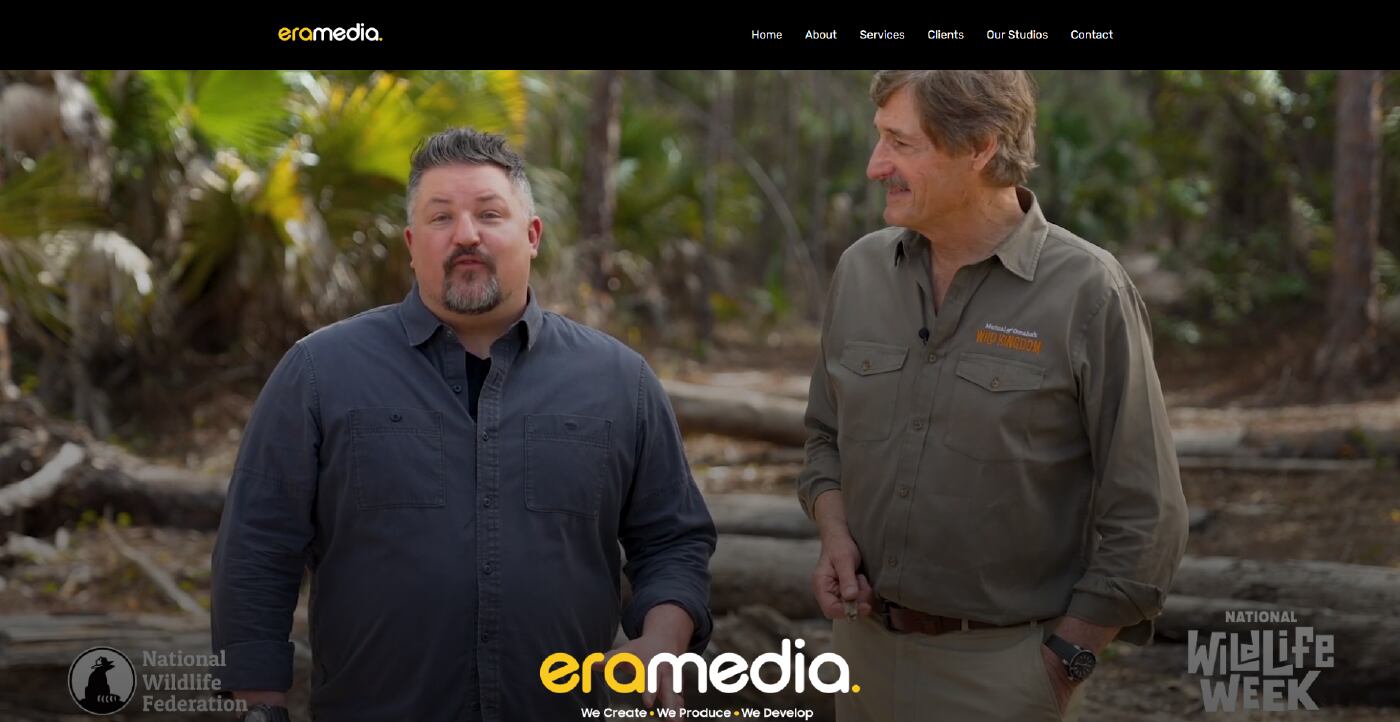 eramedia.
Home About Services Clients Our Studios Contact
Mutual of Omaha's
WILD KINGDOM
National
Wildlife
Federation
NATIONAL
WILDLIFE
WEEK
eramedia.
We Create • We Produce • We Develop